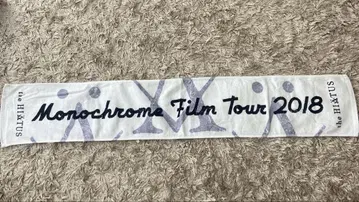 the HIATUS
Monochrome Film Tour 2018
the HIATUS